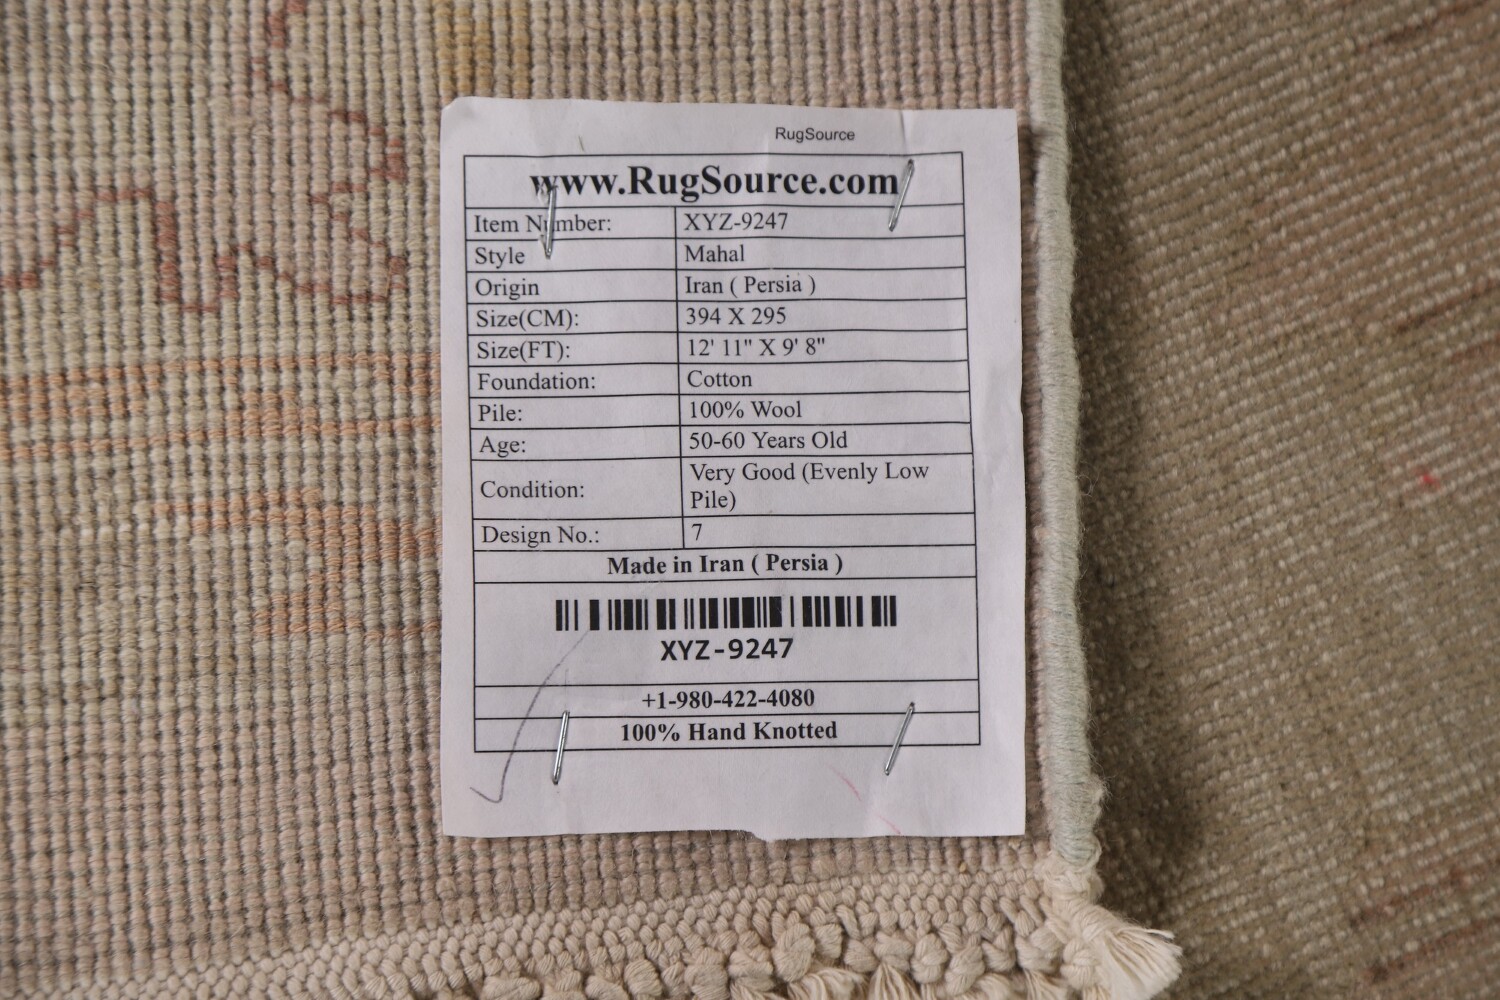 RugSource
www.RugSource.com
Item Number: XYZ-9247
Style Mahal
Origin Iran ( Persia )
Size(CM): 394 X 295
Size(FT): 12' 11" X 9' 8"
Foundation: Cotton
Pile: 100% Wool
Age: 50-60 Years Old
Condition: Very Good (Evenly Low
Pile)
Design No.: 7
Made in Iran ( Persia )
XYZ-9247
+1-980-422-4080
100% Hand Knotted